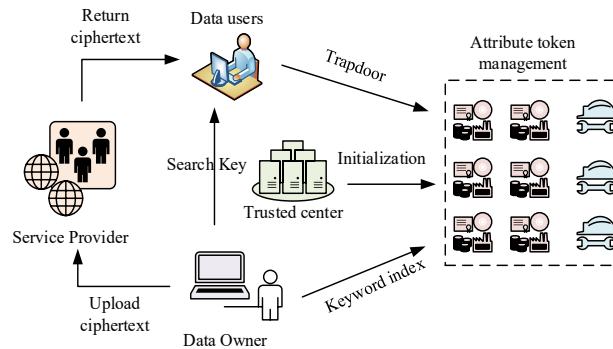 Return
ciphertext
Data users
Trapdoor
Attribute token
management
Search Key
Initialization
Trusted center
Service Provider
Upload
ciphertext
Data Owner
Keyword index